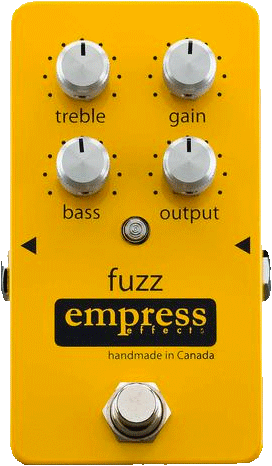 treble gain
bass output
fuzz
empress
effects
handmade in Canada